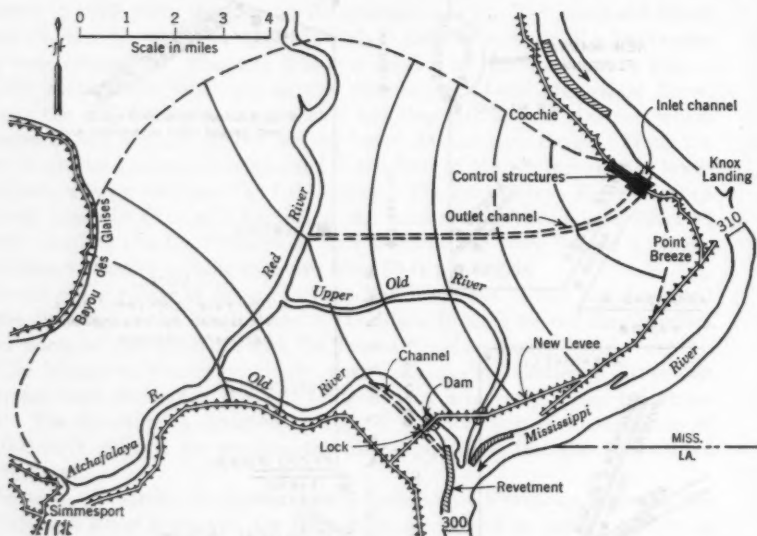 0 1 2 3 4
Scale in miles
Coochie
Inlet channel
Control structures
Knox
Landing
Outlet channel
310
Point
Breeze
Bayou des Glaises
Red River
Upper Old River
New Levee
Channel
Old River
Dam
Mississippi River
Lock
Atchafalaya R.
MISS.
LA.
Revetment
Simmesport
300